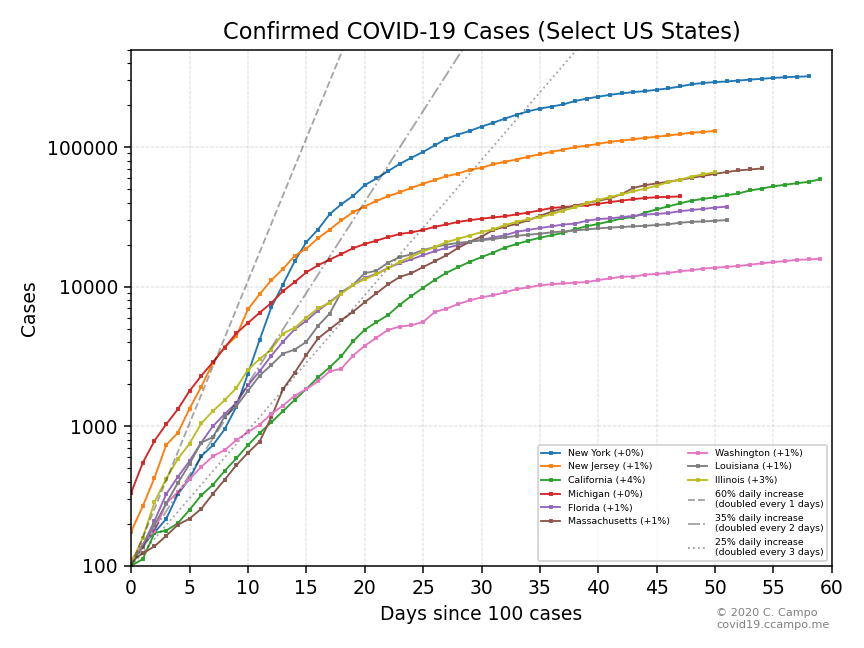 Confirmed COVID-19 Cases (Select US States)
100000
10000
1000
100
Cases
0 5 10 15 20 25 30 35 40 45 50 55 60
Days since 100 cases
New York (+0%)
New Jersey (+1%)
California (+4%)
Michigan (+0%)
Florida (+1%)
Massachusetts (+1%)
Washington (+1%)
Louisiana (+1%)
Illinois (+3%)
60% daily increase
(doubled every 1 days)
35% daily increase
(doubled every 2 days)
25% daily increase
(doubled every 3 days)
© 2020 C. Campo
covid19.ccampo.me